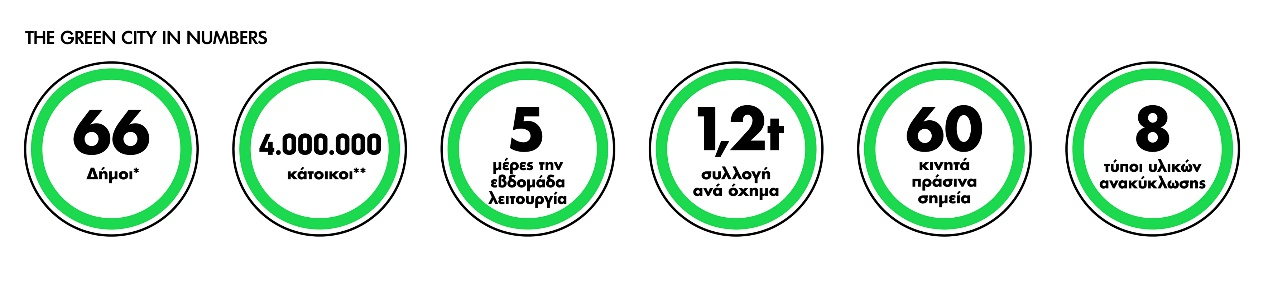 THE GREEN CITY IN NUMBERS
66
Δήμοι*
4.000.000
κάτοικοι**
5
μέρες την
εβδομάδα
λειτουργία
1,2t
συλλογή
ανά όχημα
60
κινητά
πράσινα
σημεία
8
τύποι υλικών
ανακύκλωσης